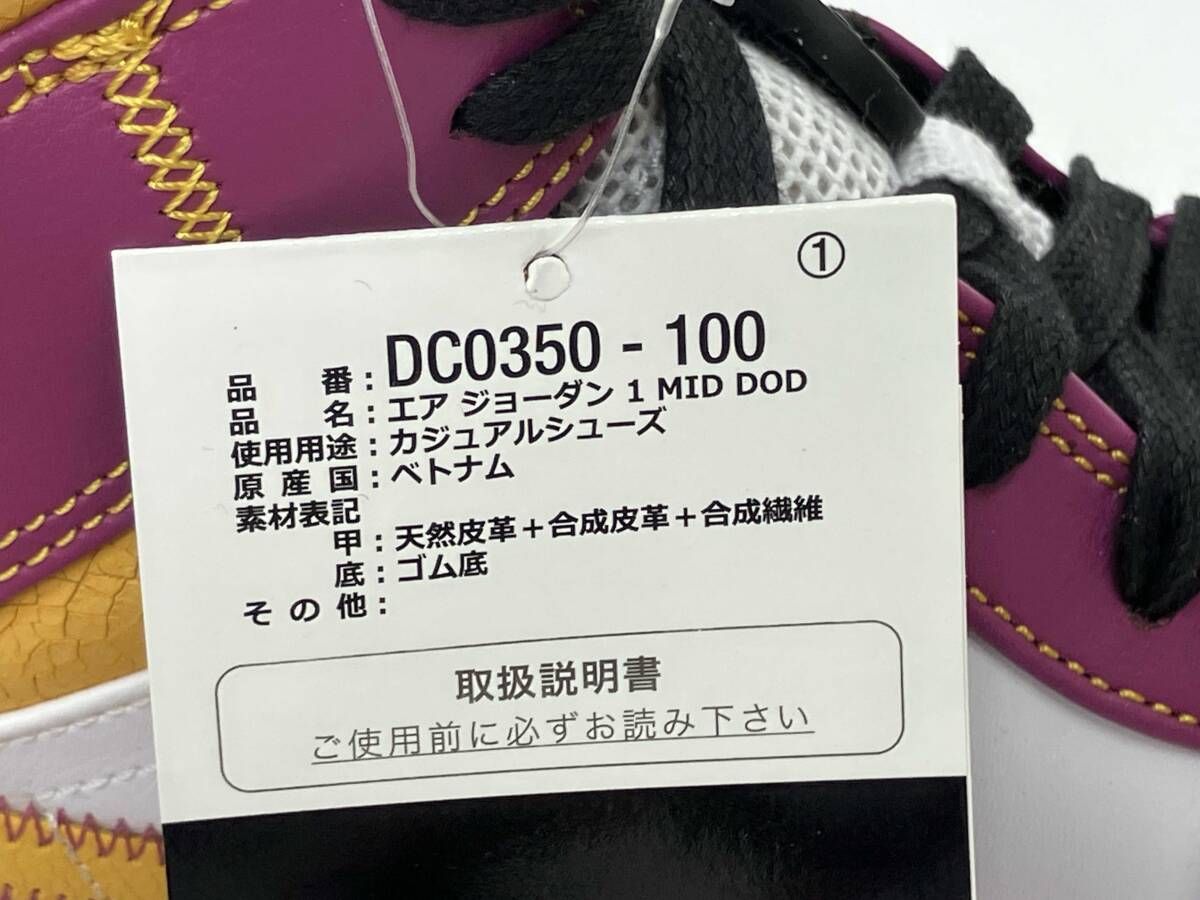 ①
品番：DC0350 - 100
品名：エア ジョーダン 1 MID DOD
使用用途：カジュアルシューズ
原産国：ベトナム
素材表記
甲：天然皮革＋合成皮革＋合成繊維
底：ゴム底
その他：
取扱説明書
ご使用前に必ずお読み下さい